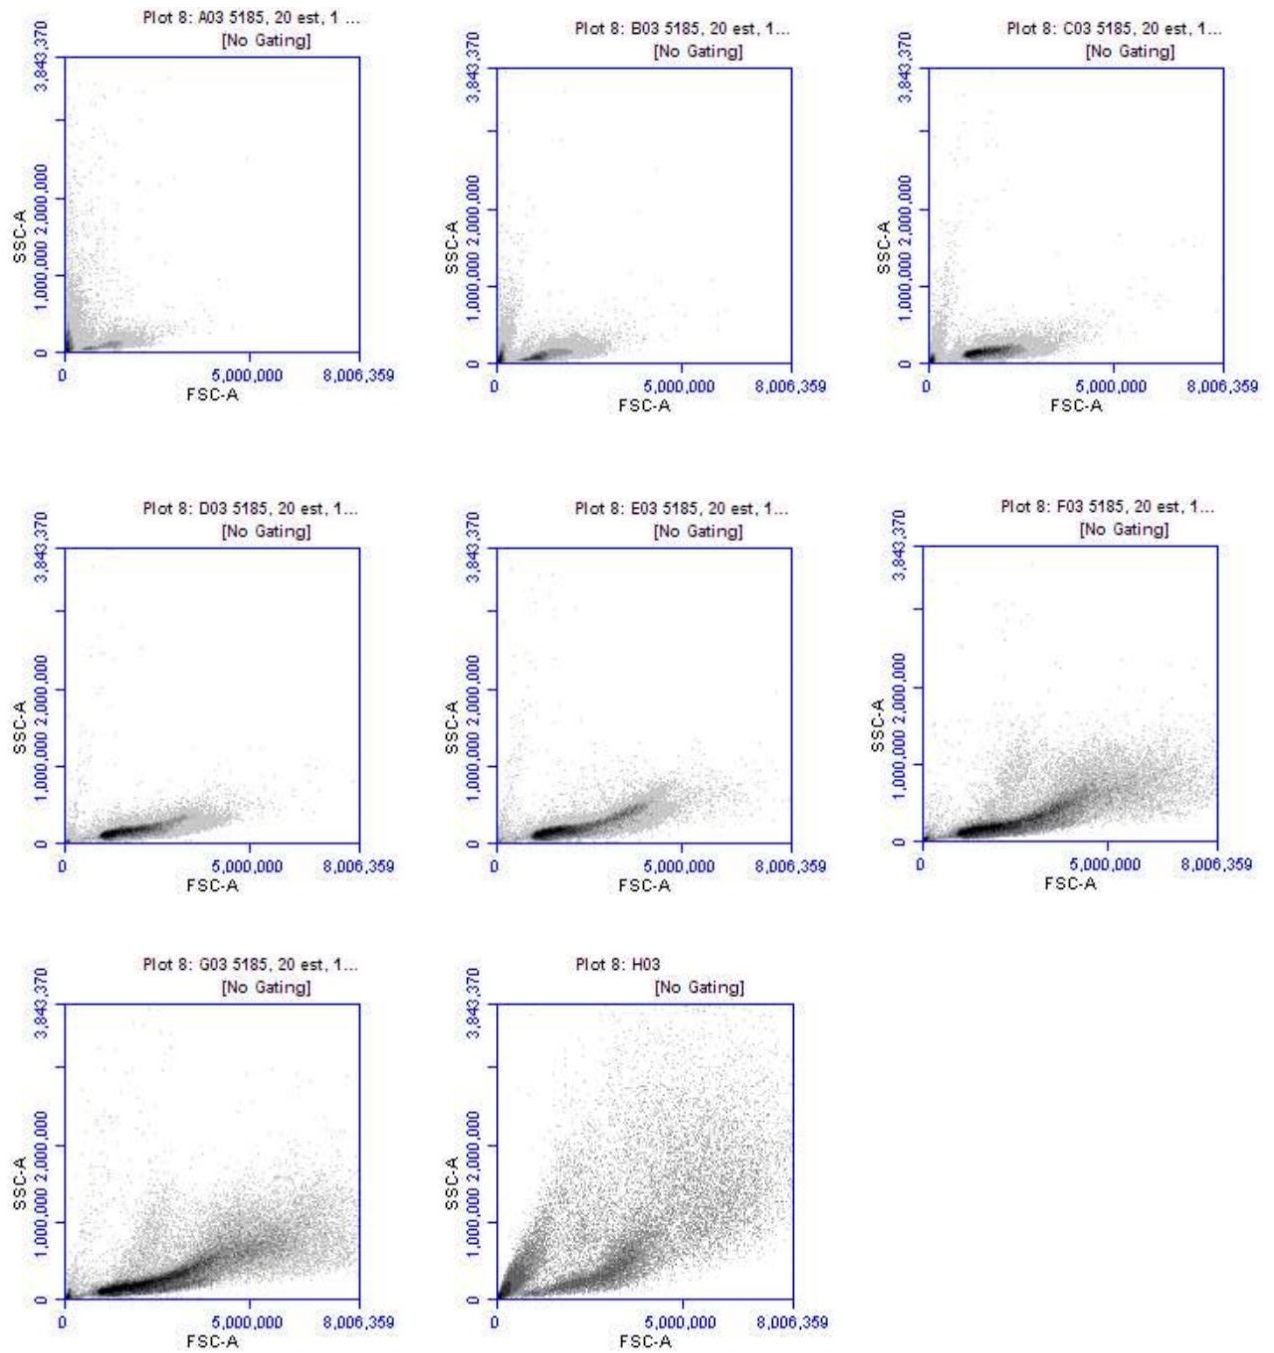 Plot 8: A03 5185, 20 est, 1 ...
[No Gating]
3,843,370
2,000,000
1,000,000
0
SSC-A
0 5,000,000 8,006,359
FSC-A
Plot 8: B03 5185, 20 est, 1...
[No Gating]
3,843,370
2,000,000
1,000,000
0
SSC-A
0 5,000,000 8,006,359
FSC-A
Plot 8: C03 5185, 20 est, 1...
[No Gating]
3,843,370
2,000,000
1,000,000
0
SSC-A
0 5,000,000 8,006,359
FSC-A
Plot 8: D03 5185, 20 est, 1...
[No Gating]
3,843,370
2,000,000
1,000,000
0
SSC-A
0 5,000,000 8,006,359
FSC-A
Plot 8: E03 5185, 20 est, 1...
[No Gating]
3,843,370
2,000,000
1,000,000
0
SSC-A
0 5,000,000 8,006,359
FSC-A
Plot 8: F03 5185, 20 est, 1...
[No Gating]
3,843,370
2,000,000
1,000,000
0
SSC-A
0 5,000,000 8,006,359
FSC-A
Plot 8: G03 5185, 20 est, 1...
[No Gating]
3,843,370
2,000,000
1,000,000
0
SSC-A
0 5,000,000 8,006,359
FSC-A
Plot 8: H03
[No Gating]
3,843,370
2,000,000
1,000,000
0
SSC-A
0 5,000,000 8,006,359
FSC-A